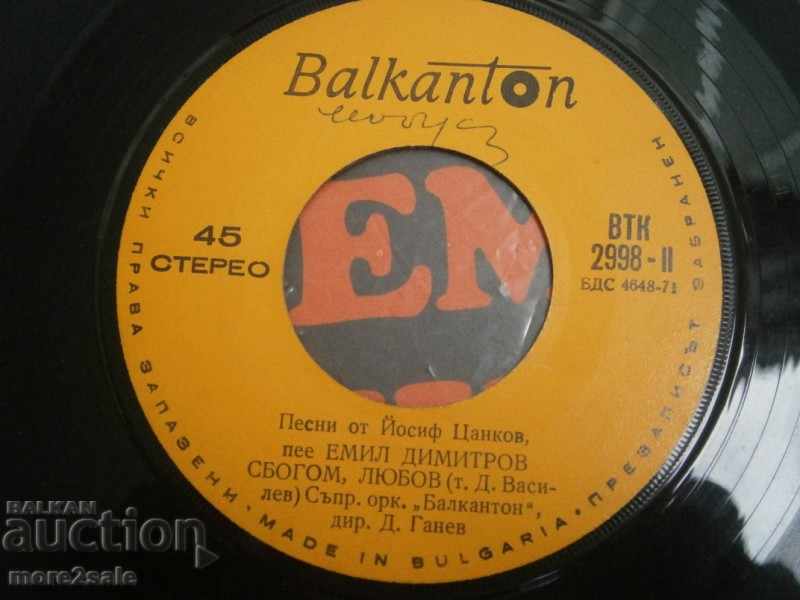 Balkanton
45
СТЕРЕО
ВТК
2998-II
БДС 4648-71
EM
Песни от Йосиф Цанков,
пее ЕМИЛ ДИМИТРОВ
СБОГОМ, ЛЮБОВ (т. Д. Васи-
лев) Съпр. орк. „Балкантон",
дир. Д. Ганев
ВСИЧКИ ПРАВА ЗАПАЗЕНИ · MADE IN BULGARIA · ПРЕЗАПИСЪТ ЗАБРАНЕН
BALKAN
auction
more2sale